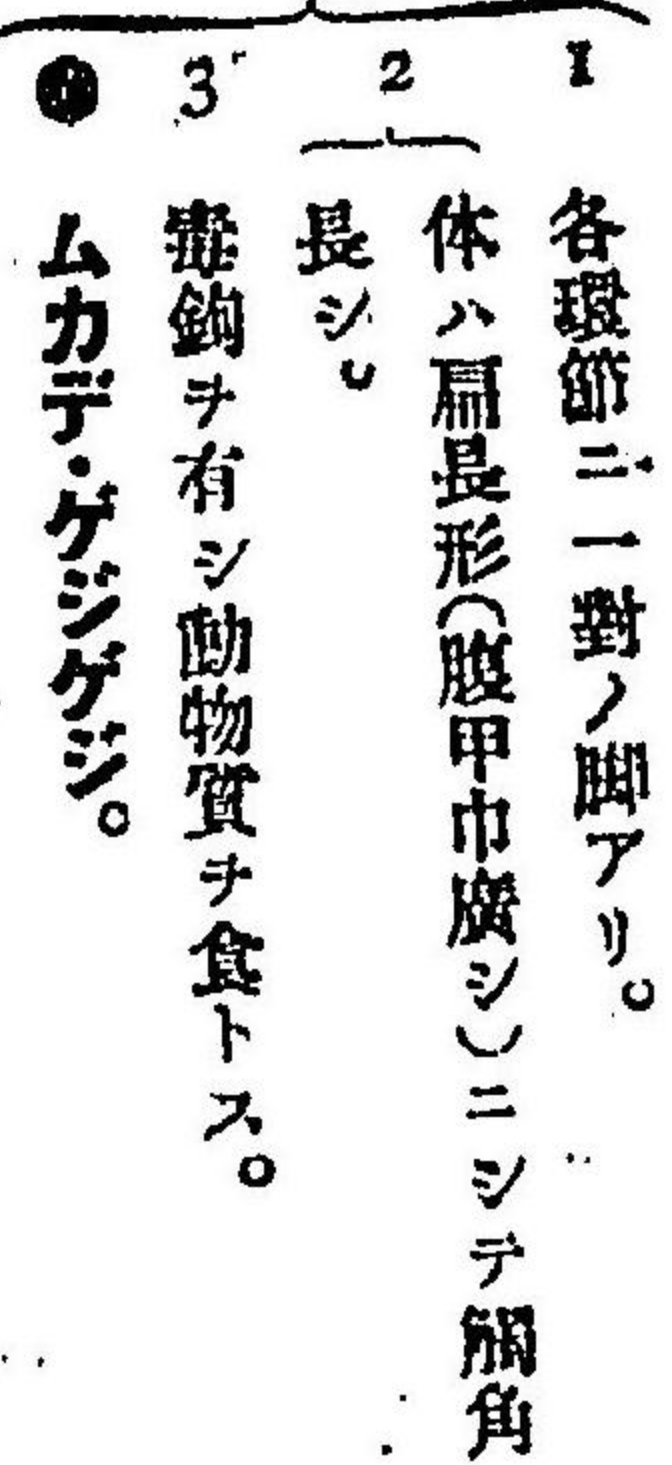 1 各環節ニ一對ノ脚アリ。
2 体ハ扁長形(腹甲巾廣シ)ニシテ觸角
長シ。
3 毒鉤ヲ有シ動物質ヲ食トス。
ムカデ・ゲジゲジ。